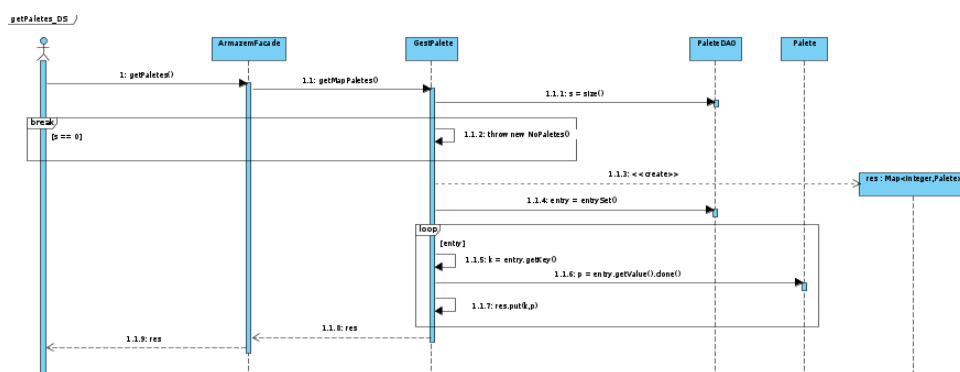 getPaletes_DS
ArmazemFacade
GestPalete
PaleteDAO
Palete
1: getPaletes()
1.1: getMapPaletes()
1.1.1: s = size()
break
[s == 0]
1.1.2: throw new NoPaletes()
1.1.3: <<create>>
res : Map<Integer,Palete>
1.1.4: entry = entrySet()
loop
[entry]
1.1.5: k = entry.getKey()
1.1.6: p = entry.getValue().clone()
1.1.7: res.put(k,p)
1.1.8: res
1.1.9: res